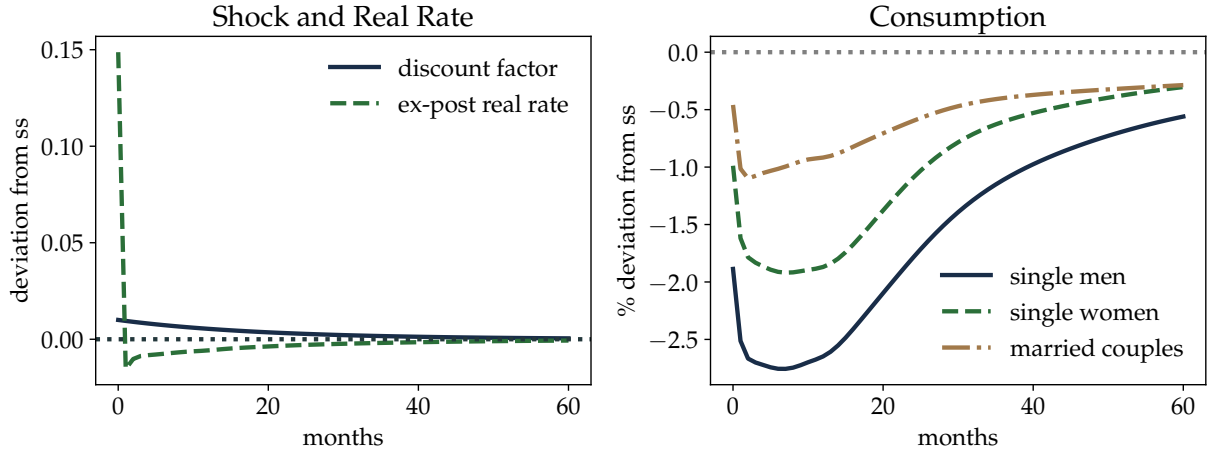 Shock and Real Rate
deviation from ss
0.15
0.10
0.05
0.00
discount factor
ex-post real rate
0
20
40
60
months
Consumption
% deviation from ss
0.0
−0.5
−1.0
−1.5
−2.0
−2.5
single men
single women
married couples
0
20
40
60
months